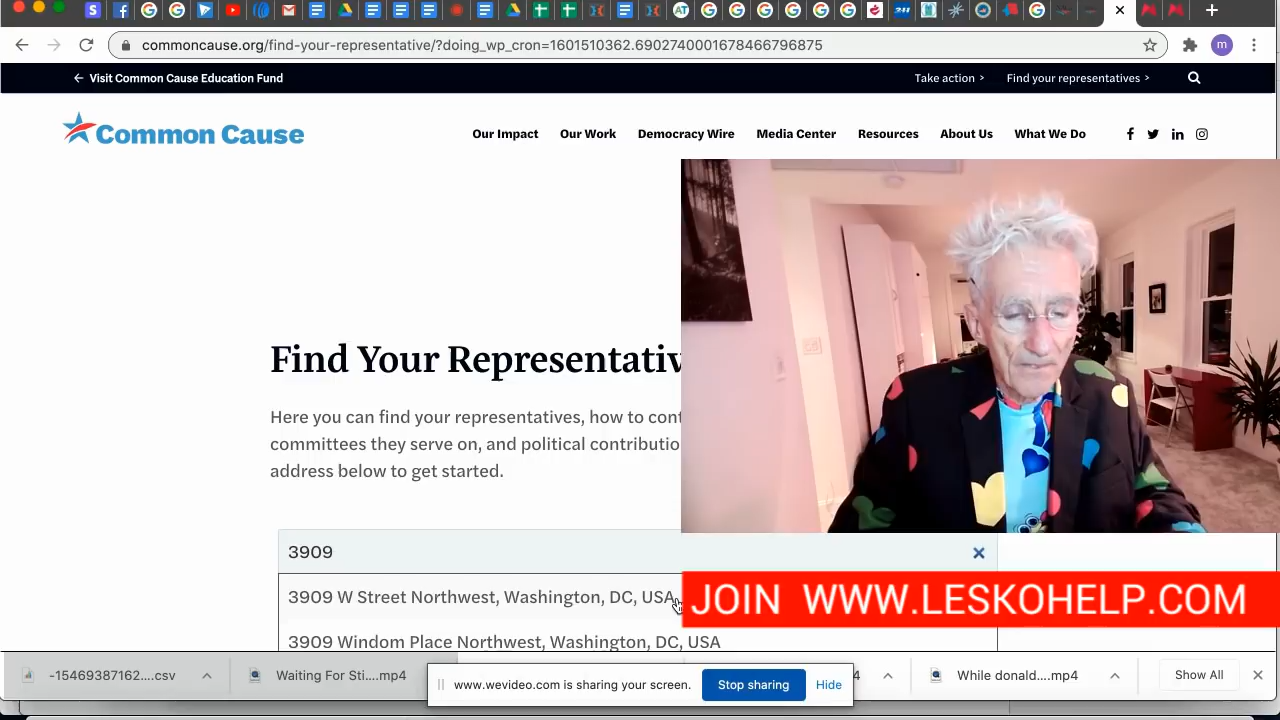 commoncause.org/find-your-representative/?doing_wp_cron=1601510362.6902740001678466796875
m
Visit Common Cause Education Fund
Take action >
Find your representatives >
Common Cause
Our Impact
Our Work
Democracy Wire
Media Center
Resources
About Us
What We Do
Find Your Representativ
Here you can find your representatives, how to cont
committees they serve on, and political contributio
address below to get started.
3909
3909 W Street Northwest, Washington, DC, USA
3909 Windom Place Northwest, Washington, DC, USA
JOIN WWW.LESKOHELP.COM
-15469387162....csv
Waiting For Sti....mp4
www.wevideo.com is sharing your screen.
Stop sharing
Hide
4
While donald....mp4
Show All